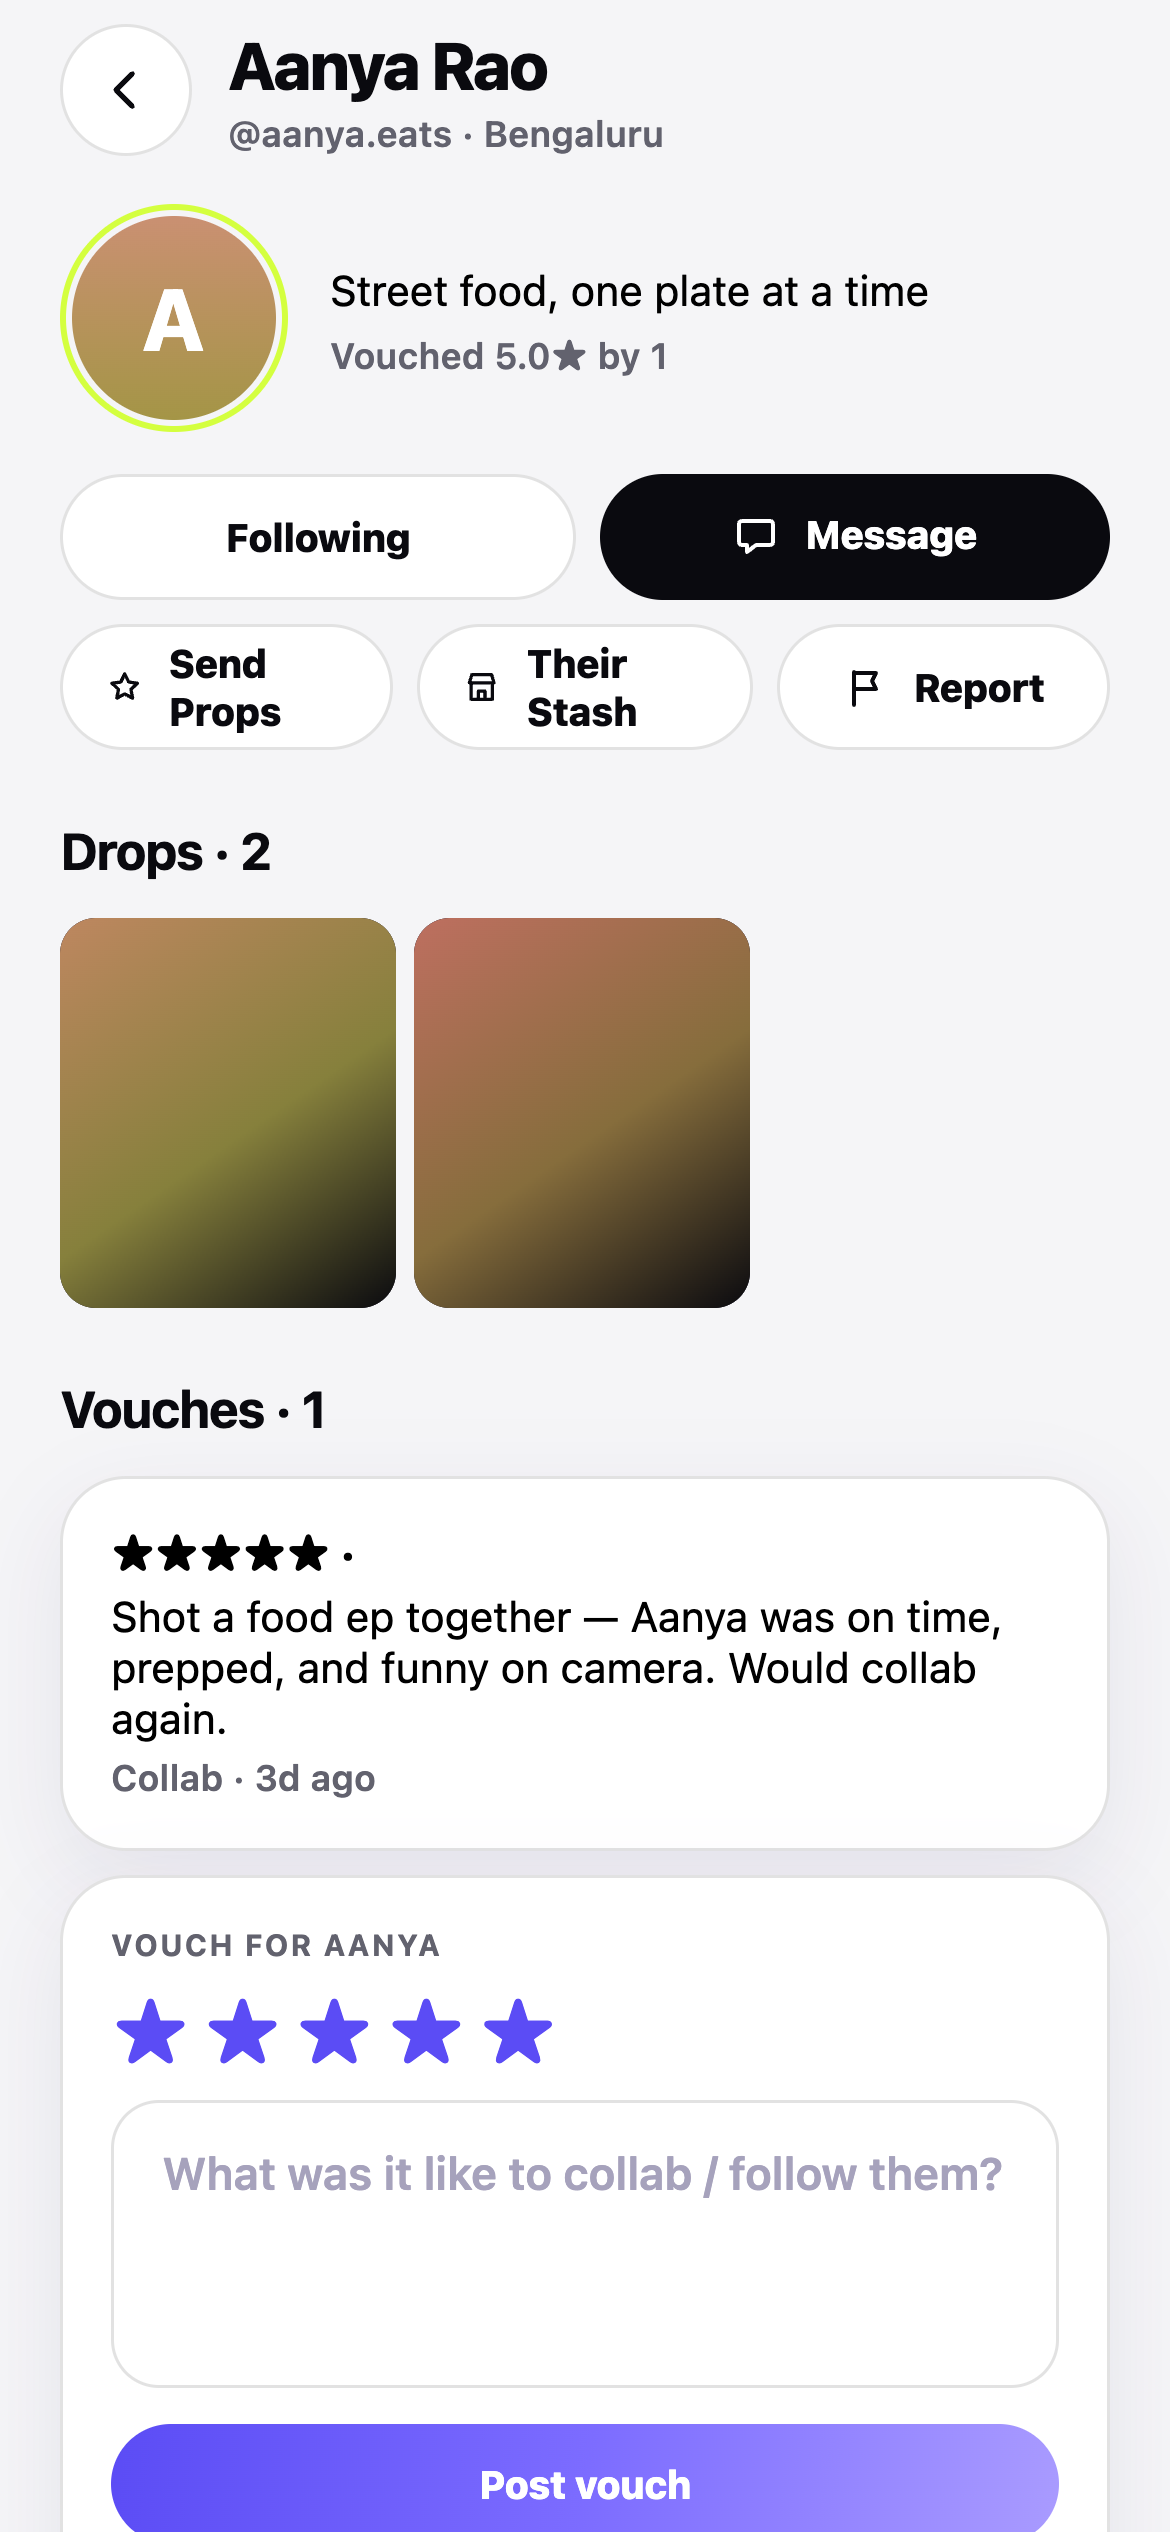 Aanya Rao
@aanya.eats · Bengaluru
A
Street food, one plate at a time
Vouched 5.0★ by 1
Following
Message
Send
Props
Their
Stash
Report
Drops · 2
Vouches · 1
★★★★★ ·
Shot a food ep together — Aanya was on time,
prepped, and funny on camera. Would collab
again.
Collab · 3d ago
VOUCH FOR AANYA
What was it like to collab / follow them?
Post vouch